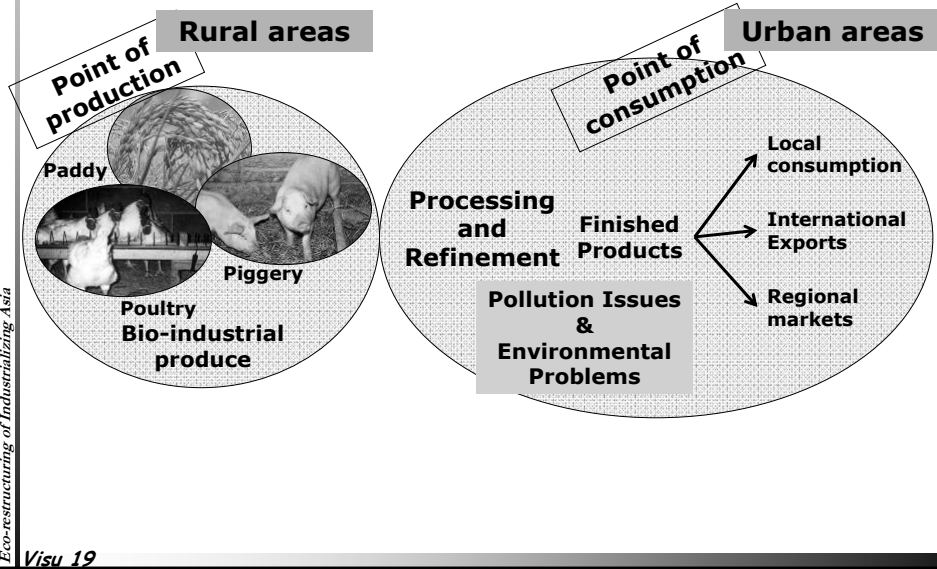 Rural areas
Point of
production
Paddy
Piggery
Poultry
Bio-industrial
produce
Urban areas
Point of
consumption
Processing
and
Refinement
Finished
Products
Local
consumption
International
Exports
Regional
markets
Pollution Issues
&
Environmental
Problems
Eco-restructuring of Industrializing Asia
Visu 19